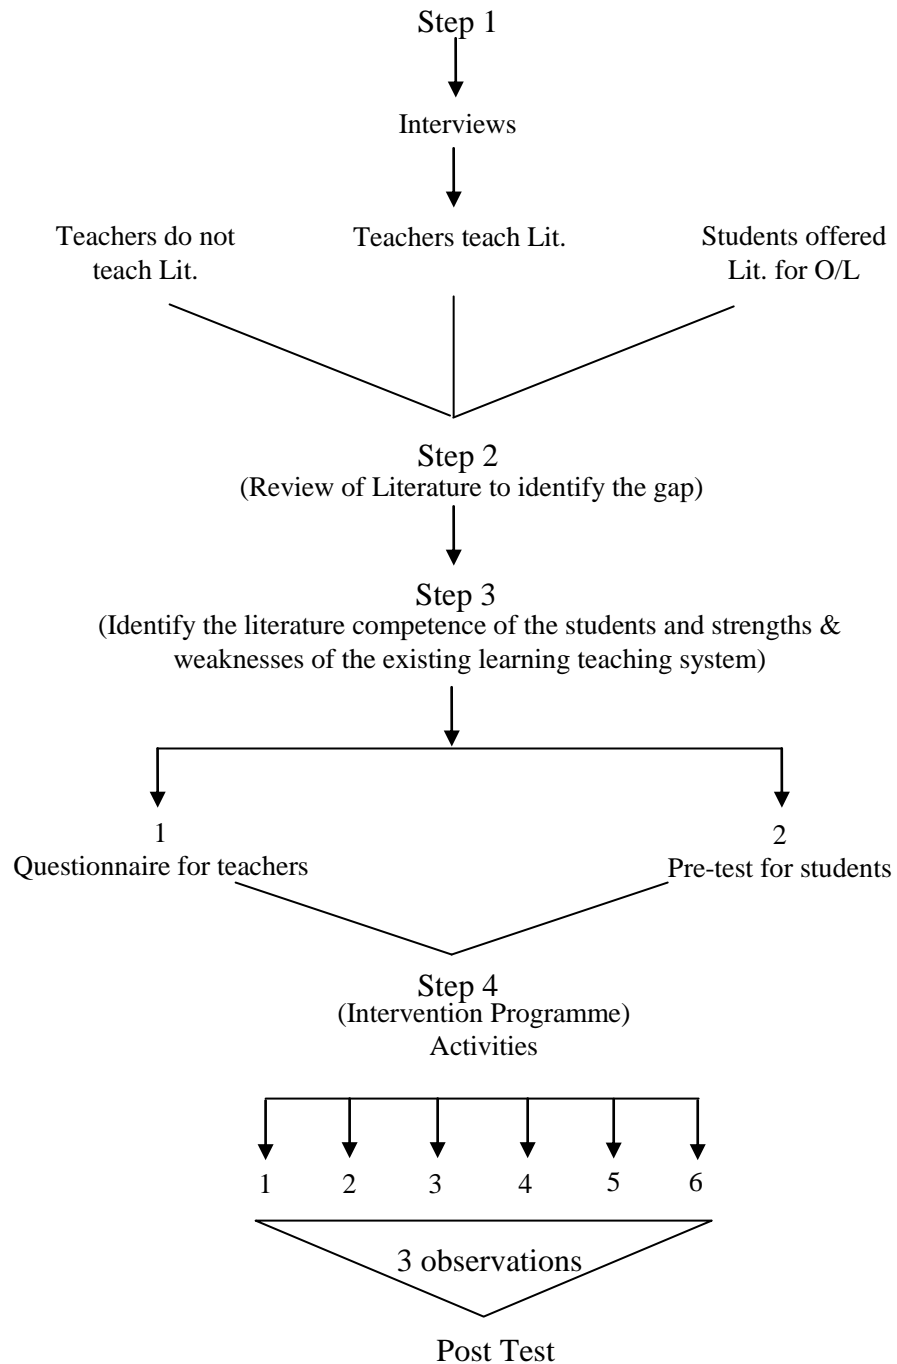 Step 1
Interviews
Teachers do not
teach Lit.
Teachers teach Lit.
Students offered
Lit. for O/L
Step 2
(Review of Literature to identify the gap)
Step 3
(Identify the literature competence of the students and strengths &
weaknesses of the existing learning teaching system)
1
Questionnaire for teachers
2
Pre-test for students
Step 4
(Intervention Programme)
Activities
1 2 3 4 5 6
3 observations
Post Test